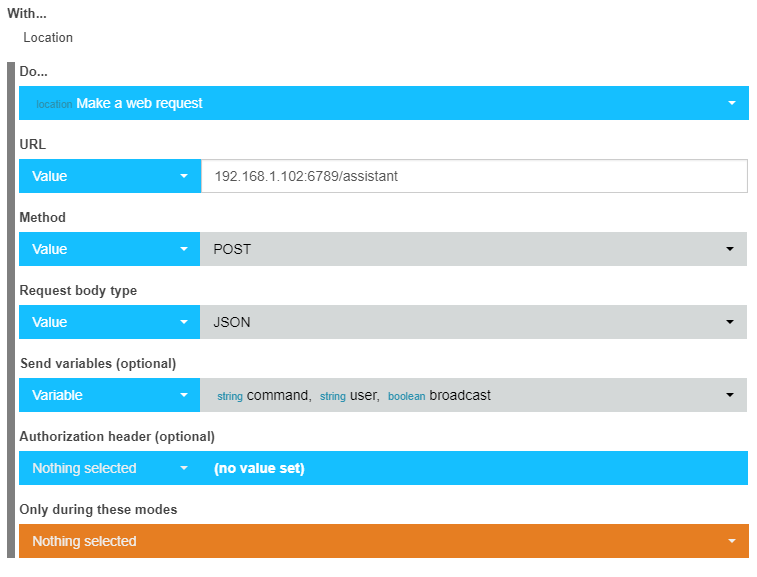 With...
Location
Do...
location Make a web request
URL
Value 192.168.1.102:6789/assistant
Method
Value POST
Request body type
Value JSON
Send variables (optional)
Variable string command, string user, boolean broadcast
Authorization header (optional)
Nothing selected (no value set)
Only during these modes
Nothing selected